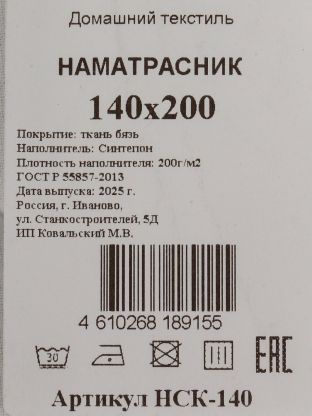 Домашний текстиль
НАМАТРАСНИК
140х200
Покрытие: ткань бязь
Наполнитель: Синтепон
Плотность наполнителя: 200г/м2
ГОСТ Р 55857-2013
Дата выпуска: 2025 г.
Россия, г. Иваново,
ул. Станкостроителей, 5Д
ИП Ковальский М.В.
4 610268 189155
30
ЕАС
Артикул НСК-140